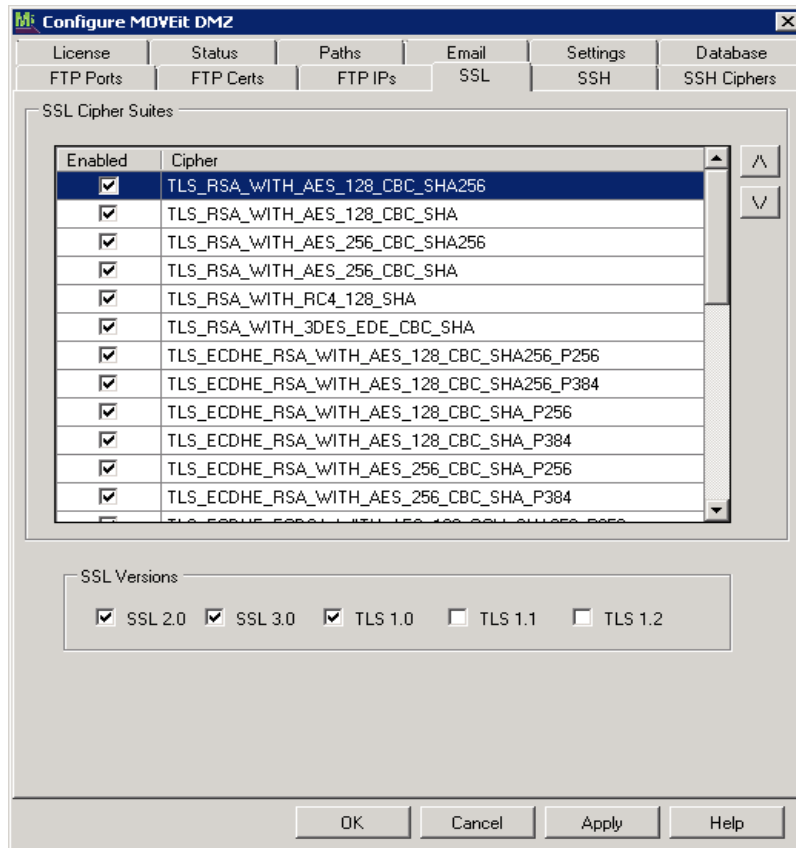 Configure MOVEit DMZ
License Status Paths Email Settings Database
FTP Ports FTP Certs FTP IPs SSL SSH SSH Ciphers
SSL Cipher Suites
Enabled Cipher
TLS_RSA_WITH_AES_128_CBC_SHA256
TLS_RSA_WITH_AES_128_CBC_SHA
TLS_RSA_WITH_AES_256_CBC_SHA256
TLS_RSA_WITH_AES_256_CBC_SHA
TLS_RSA_WITH_RC4_128_SHA
TLS_RSA_WITH_3DES_EDE_CBC_SHA
TLS_ECDHE_RSA_WITH_AES_128_CBC_SHA256_P256
TLS_ECDHE_RSA_WITH_AES_128_CBC_SHA256_P384
TLS_ECDHE_RSA_WITH_AES_128_CBC_SHA_P256
TLS_ECDHE_RSA_WITH_AES_128_CBC_SHA_P384
TLS_ECDHE_RSA_WITH_AES_256_CBC_SHA_P256
TLS_ECDHE_RSA_WITH_AES_256_CBC_SHA_P384
SSL Versions
SSL 2.0 SSL 3.0 TLS 1.0 TLS 1.1 TLS 1.2
OK Cancel Apply Help